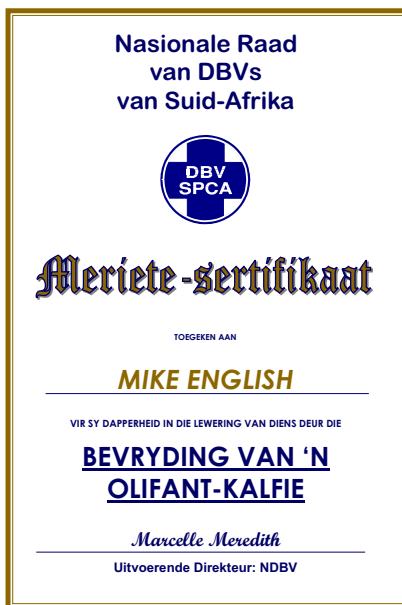 Nasionale Raad
van DBVs
van Suid-Afrika
DBV
SPCA
Meriete-sertifikaat
TOEGEKEN AAN
MIKE ENGLISH
VIR SY DAPPERHEID IN DIE LEWERING VAN DIENS DEUR DIE
BEVRYDING VAN ‘N
OLIFANT-KALFIE
Marcelle Meredith
Uitvoerende Direkteur: NDBV